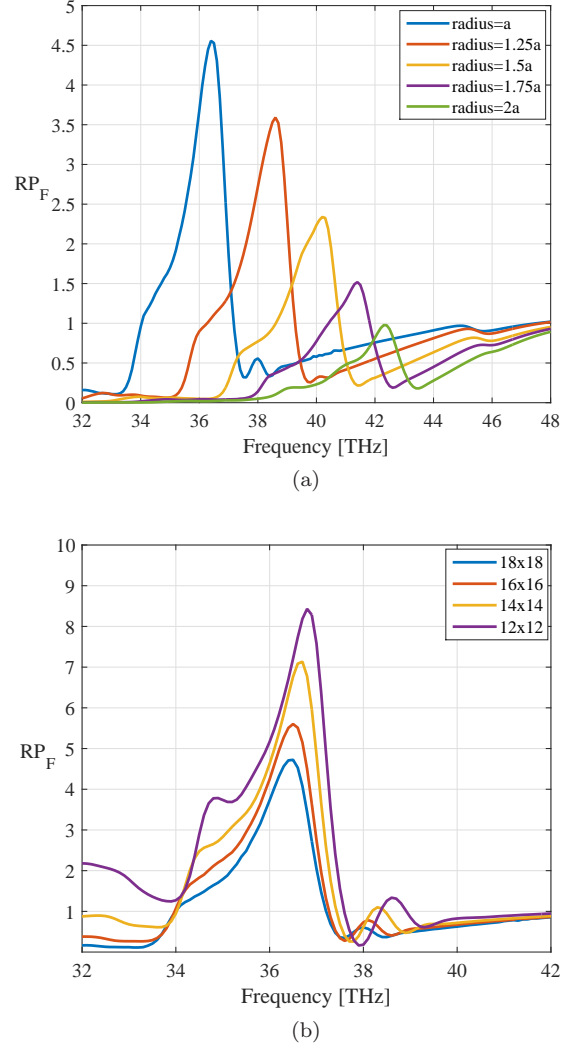 5
4.5
4
3.5
3
2.5
2
1.5
1
0.5
0
RP_F
radius=a
radius=1.25a
radius=1.5a
radius=1.75a
radius=2a
32 34 36 38 40 42 44 46 48
Frequency [THz]
(a)
10
9
8
7
6
5
4
3
2
1
RP_F
18x18
16x16
14x14
12x12
32 34 36 38 40 42
Frequency [THz]
(b)